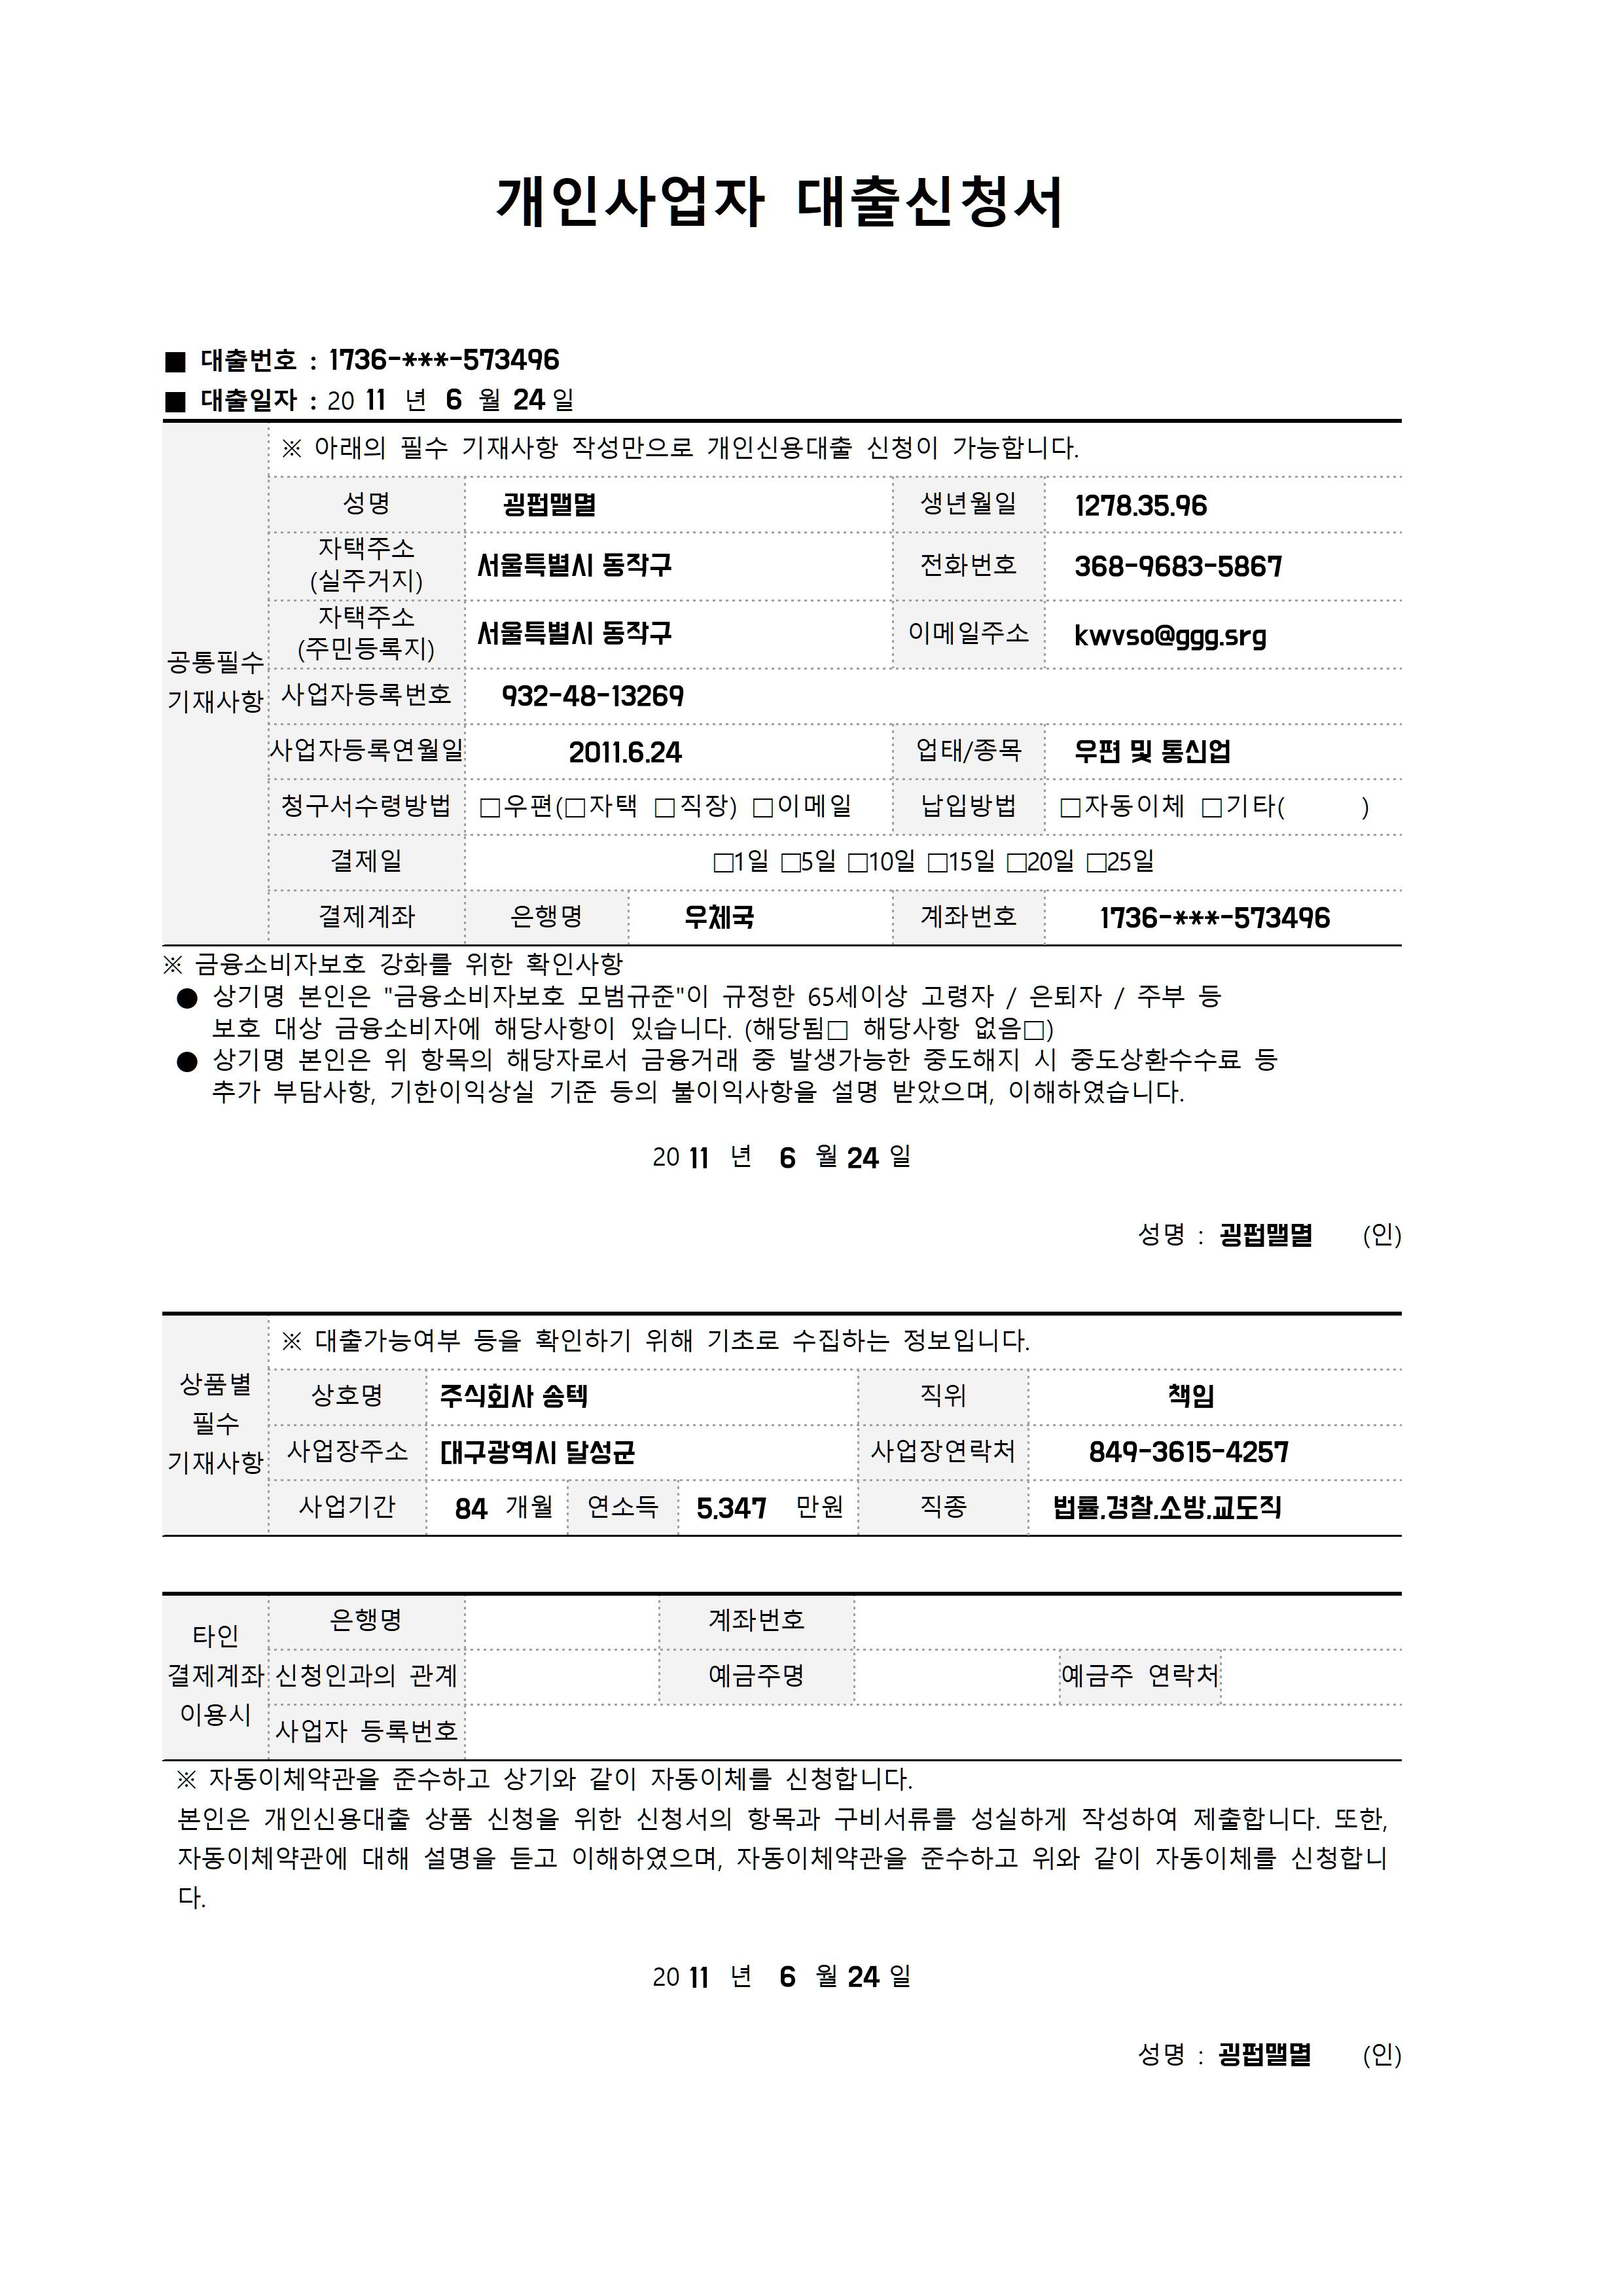 개인사업자 대출신청서
■ 대출번호 : 1736-***-573496
■ 대출일자 : 20 11 년 6 월 24 일
※ 아래의 필수 기재사항 작성만으로 개인신용대출 신청이 가능합니다.
공통필수
기재사항
성명 굉펍맬멸 생년월일 1278.35.96
자택주소
(실주거지) 서울특별시 동작구 전화번호 368-9683-5867
자택주소
(주민등록지) 서울특별시 동작구 이메일주소 kwvso@ggg.srg
사업자등록번호 932-48-13269
사업자등록연월일 2011.6.24 업태/종목 우편 및 통신업
청구서수령방법 □우편(□자택 □직장) □이메일 납입방법 □자동이체 □기타( )
결제일 □1일 □5일 □10일 □15일 □20일 □25일
결제계좌 은행명 우체국 계좌번호 1736-***-573496
※ 금융소비자보호 강화를 위한 확인사항
● 상기명 본인은 "금융소비자보호 모범규준"이 규정한 65세이상 고령자 / 은퇴자 / 주부 등
보호 대상 금융소비자에 해당사항이 있습니다. (해당됨□ 해당사항 없음□)
● 상기명 본인은 위 항목의 해당자로서 금융거래 중 발생가능한 중도해지 시 중도상환수수료 등
추가 부담사항, 기한이익상실 기준 등의 불이익사항을 설명 받았으며, 이해하였습니다.
20 11 년 6 월 24 일
성명 : 굉펍맬멸 (인)
※ 대출가능여부 등을 확인하기 위해 기초로 수집하는 정보입니다.
상품별
필수
기재사항
상호명 주식회사 송텍 직위 책임
사업장주소 대구광역시 달성군 사업장연락처 849-3615-4257
사업기간 84 개월 연소득 5,347 만원 직종 법률,경찰,소방,교도직
타인
결제계좌
이용시
은행명 계좌번호
신청인과의 관계 예금주명 예금주 연락처
사업자 등록번호
※ 자동이체약관을 준수하고 상기와 같이 자동이체를 신청합니다.
본인은 개인신용대출 상품 신청을 위한 신청서의 항목과 구비서류를 성실하게 작성하여 제출합니다. 또한,
자동이체약관에 대해 설명을 듣고 이해하였으며, 자동이체약관을 준수하고 위와 같이 자동이체를 신청합니
다.
20 11 년 6 월 24 일
성명 : 굉펍맬멸 (인)